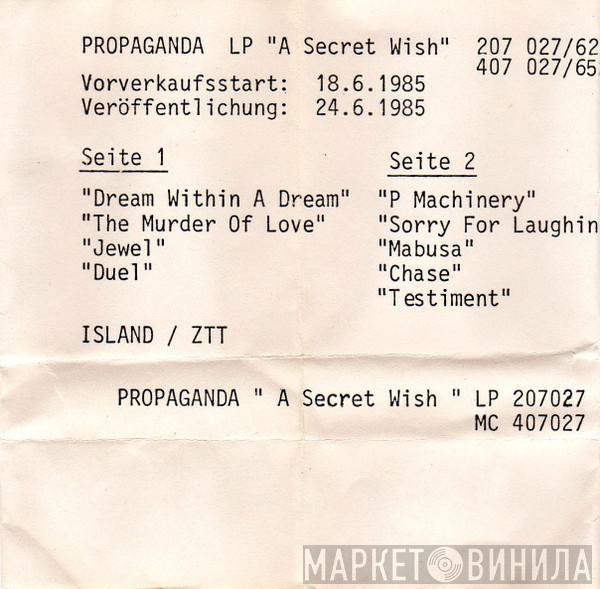 PROPAGANDA LP "A Secret Wish" 207 027/62
407 027/65
Vorverkaufsstart: 18.6.1985
Veröffentlichung: 24.6.1985
Seite 1
"Dream Within A Dream"
"The Murder Of Love"
"Jewel"
"Duel"
Seite 2
"P Machinery"
"Sorry For Laughin
"Mabusa"
"Chase"
"Testiment"
ISLAND / ZTT
PROPAGANDA " A Secret Wish " LP 207027
MC 407027
МАРКЕТ ВИНИЛА